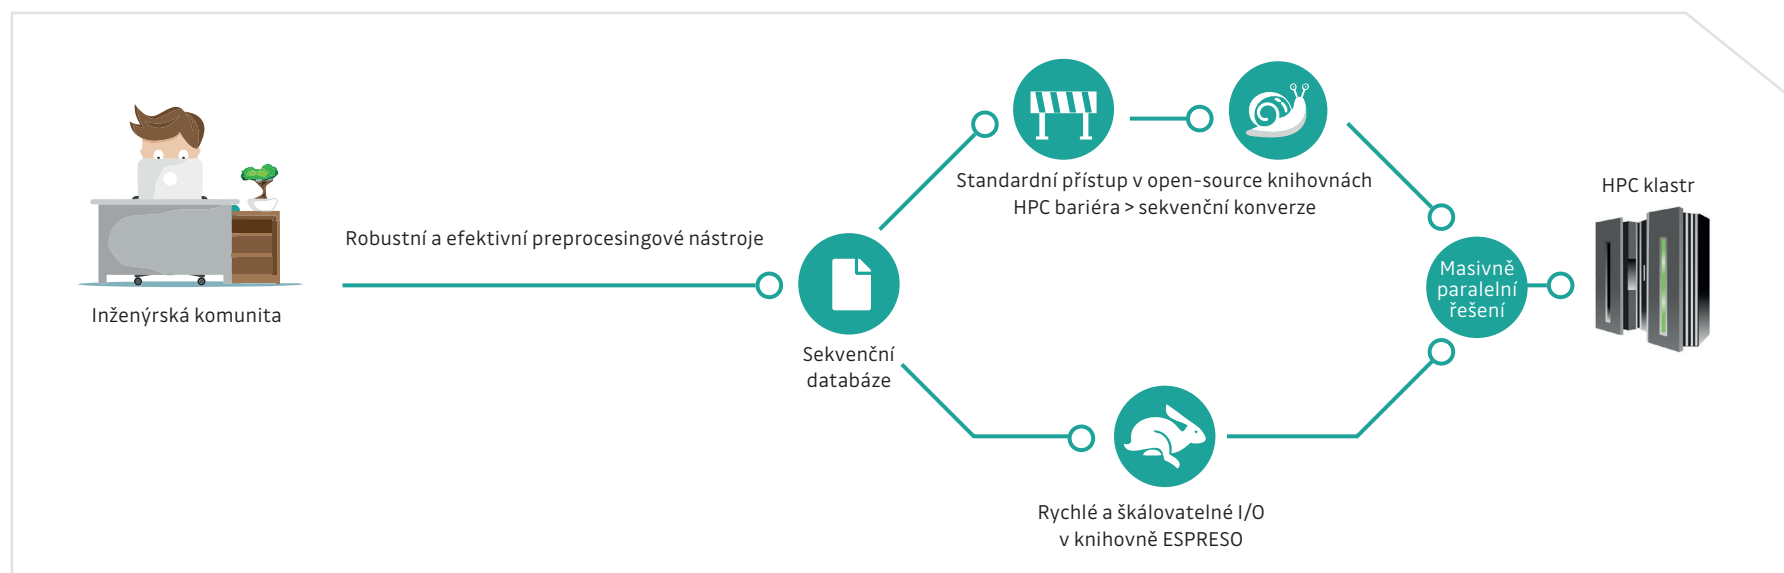 Inženýrská komunita
Robustní a efektivní preprocesingové nástroje
Sekvenční
databáze
Standardní přístup v open-source knihovnách
HPC bariéra > sekvenční konverze
Rychlé a škálovatelné I/O
v knihovně ESPRESO
Masivně
paralelní
řešení
HPC klastr